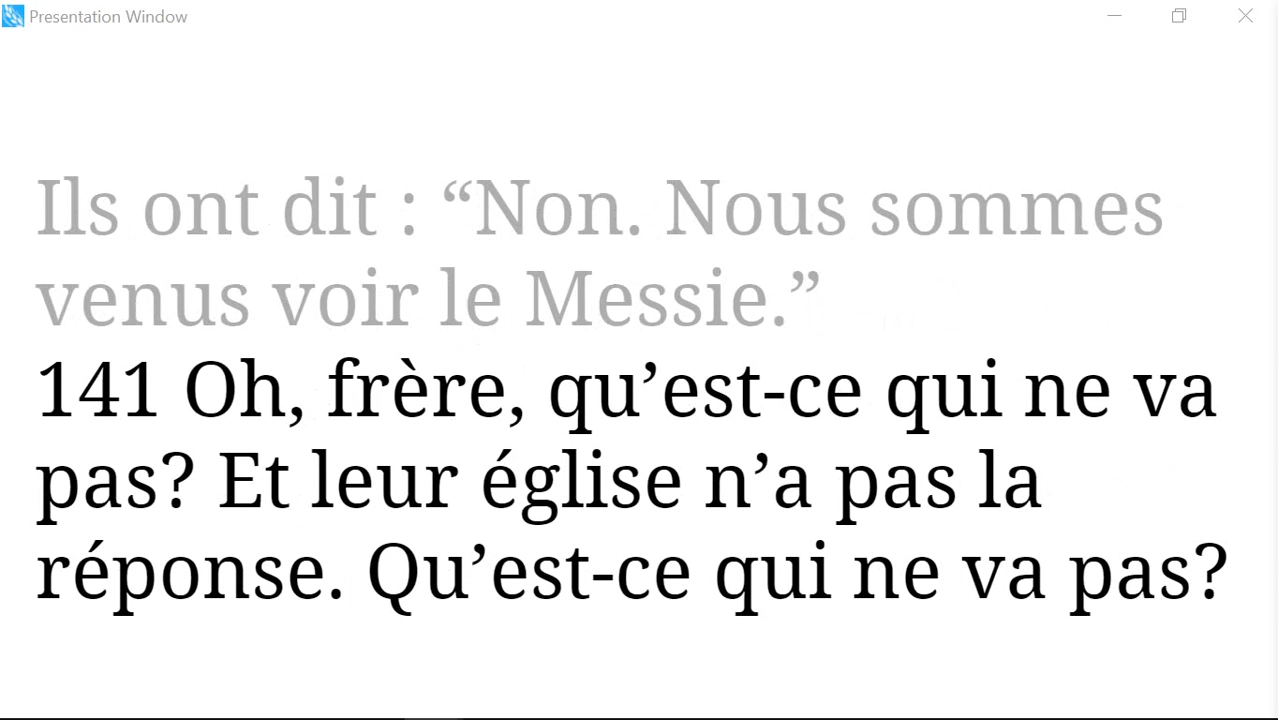 Presentation Window
Ils ont dit : “Non. Nous sommes
venus voir le Messie.”
141 Oh, frère, qu’est-ce qui ne va
pas? Et leur église n’a pas la
réponse. Qu’est-ce qui ne va pas?